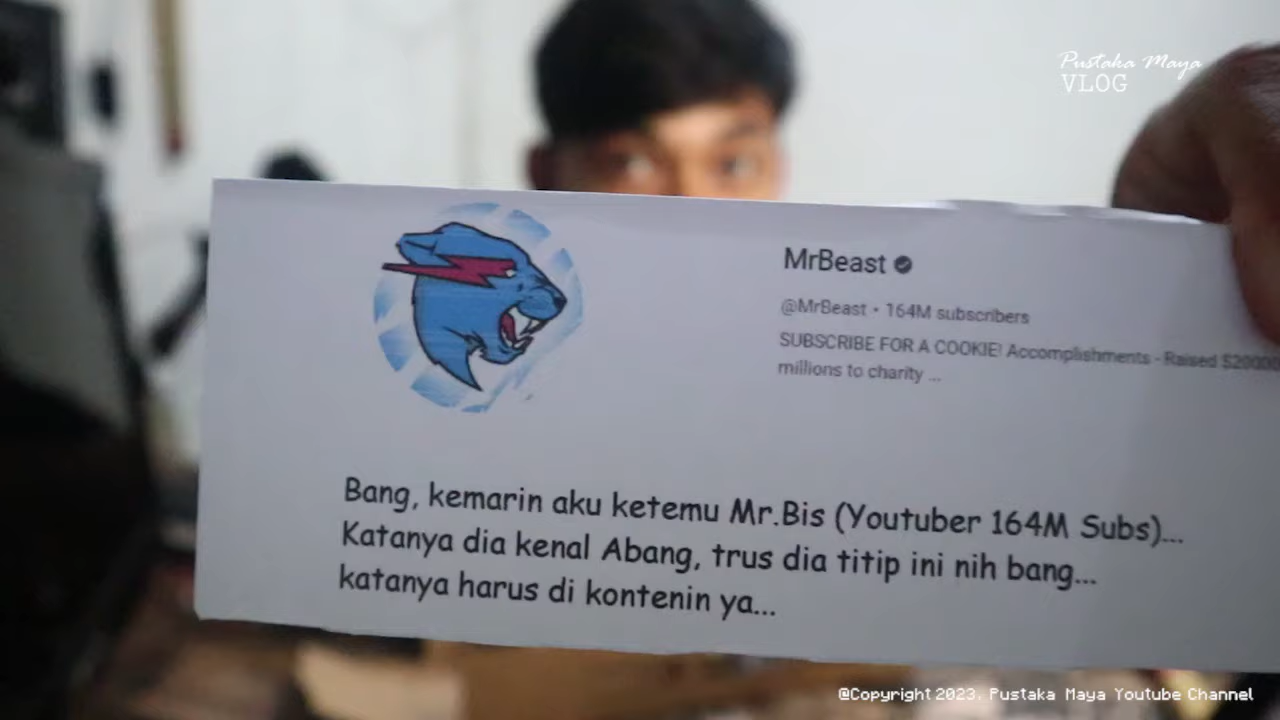 Pustaka Maya
VLOG
MrBeast
@MrBeast • 164M subscribers
SUBSCRIBE FOR A COOKIE! Accomplishments - Raised $20000
millions to charity ...
Bang, kemarin aku ketemu Mr.Bis (Youtuber 164M Subs)...
Katanya dia kenal Abang, trus dia titip ini nih bang...
katanya harus di kontenin ya...
@Copyright 2023. Pustaka Maya Youtube Channel